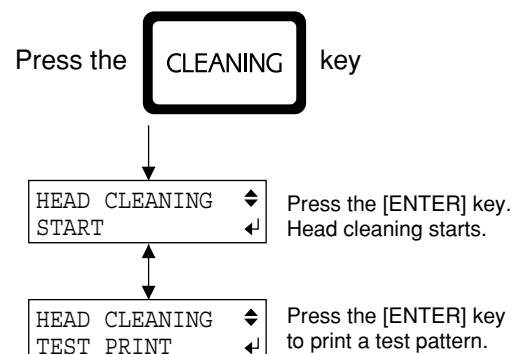 Press the CLEANING key
HEAD CLEANING
START
Press the [ENTER] key.
Head cleaning starts.
HEAD CLEANING
TEST PRINT
Press the [ENTER] key
to print a test pattern.